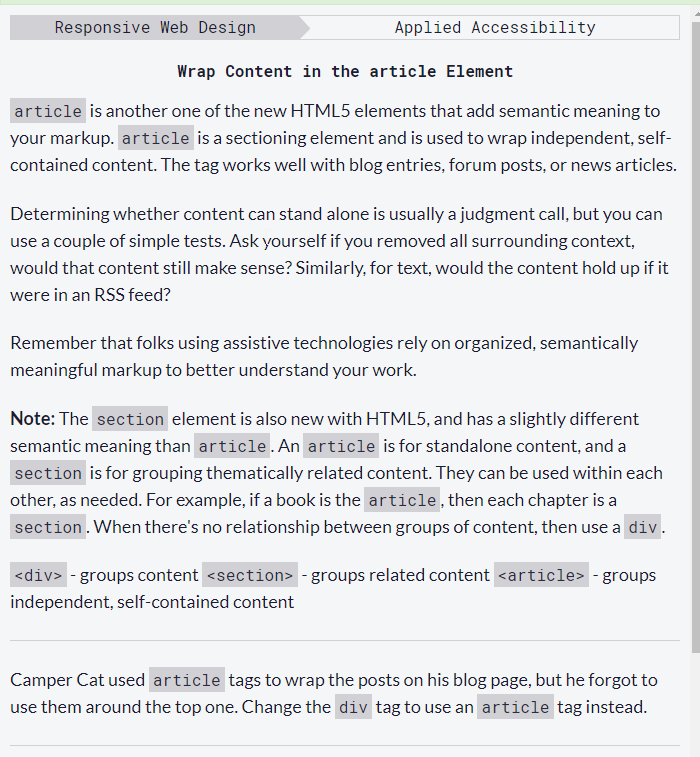 Responsive Web Design
Applied Accessibility
Wrap Content in the article Element
article is another one of the new HTML5 elements that add semantic meaning to
your markup. article is a sectioning element and is used to wrap independent, self-
contained content. The tag works well with blog entries, forum posts, or news articles.
Determining whether content can stand alone is usually a judgment call, but you can
use a couple of simple tests. Ask yourself if you removed all surrounding context,
would that content still make sense? Similarly, for text, would the content hold up if it
were in an RSS feed?
Remember that folks using assistive technologies rely on organized, semantically
meaningful markup to better understand your work.
Note: The section element is also new with HTML5, and has a slightly different
semantic meaning than article. An article is for standalone content, and a
section is for grouping thematically related content. They can be used within each
other, as needed. For example, if a book is the article, then each chapter is a
section. When there's no relationship between groups of content, then use a div.
<div> - groups content <section> - groups related content <article> - groups
independent, self-contained content
Camper Cat used article tags to wrap the posts on his blog page, but he forgot to
use them around the top one. Change the div tag to use an article tag instead.